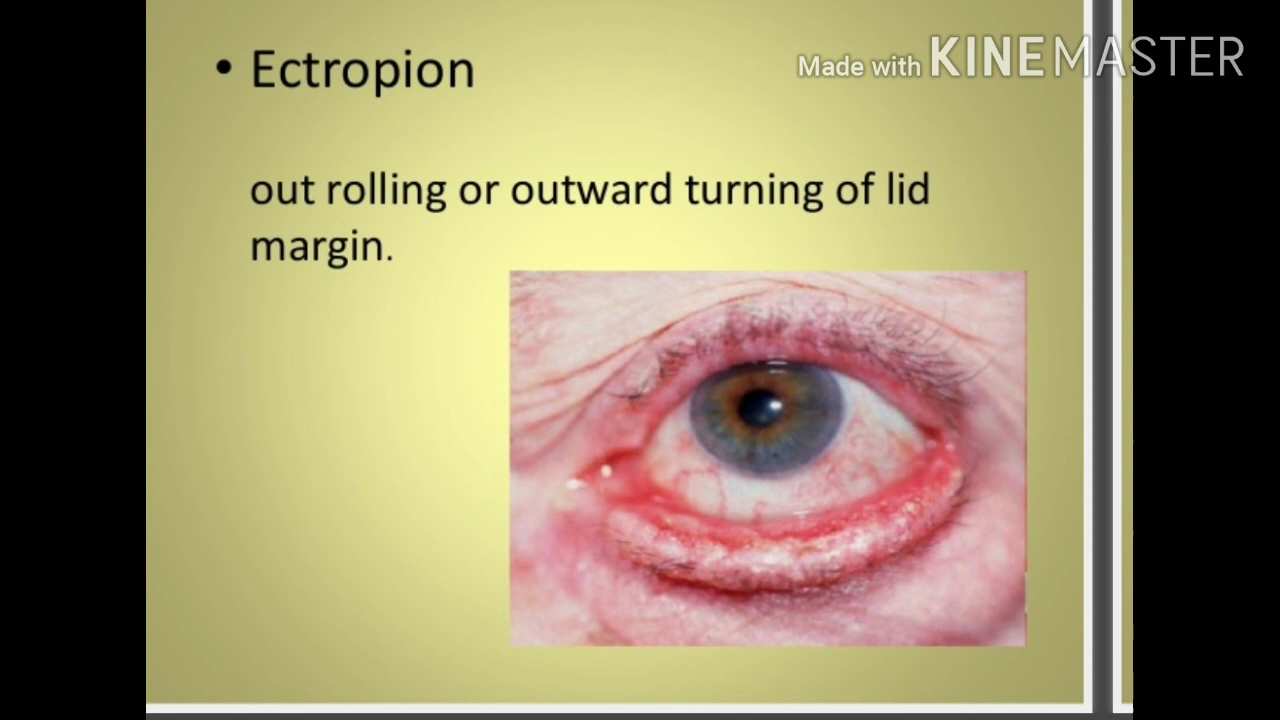 • Ectropion
Made with KINEMASTER
out rolling or outward turning of lid
margin.